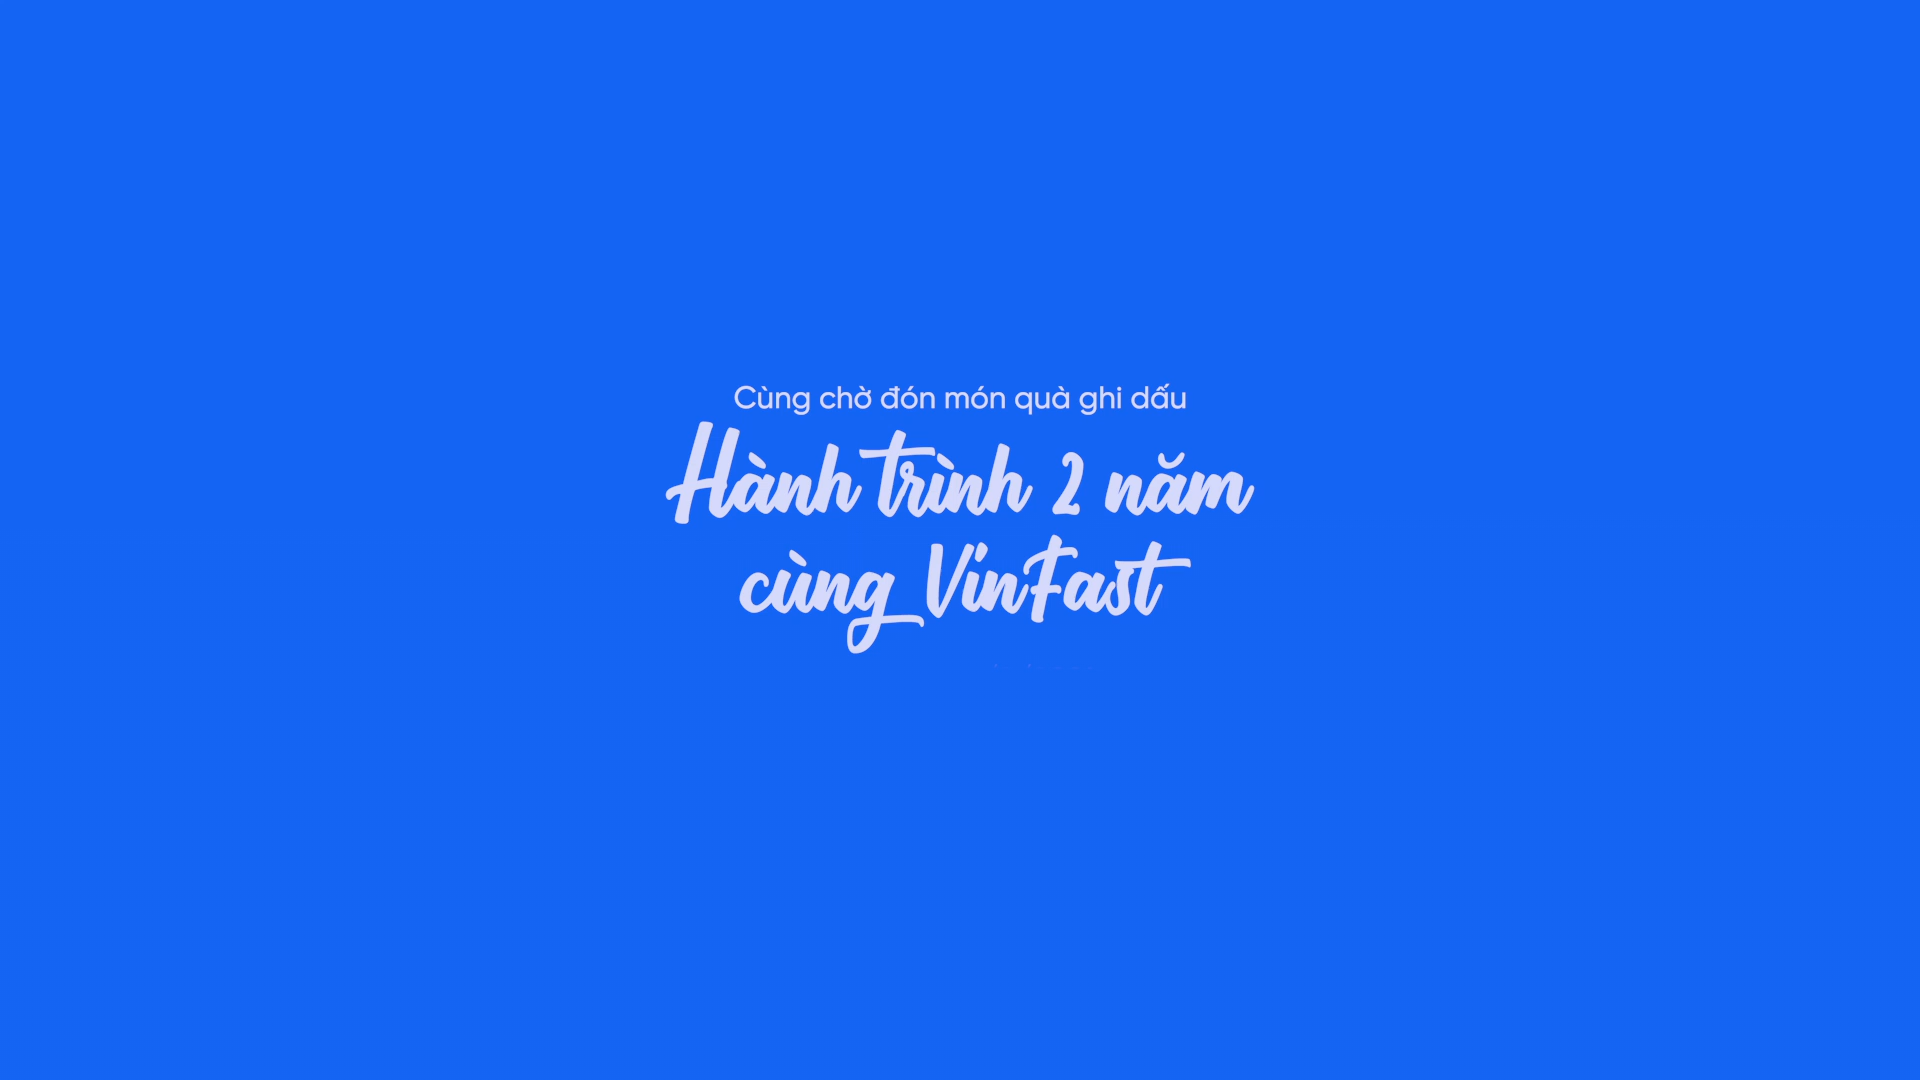 Cùng chờ đón món quà ghi dấu
Hành trình 2 năm
cùng VinFast